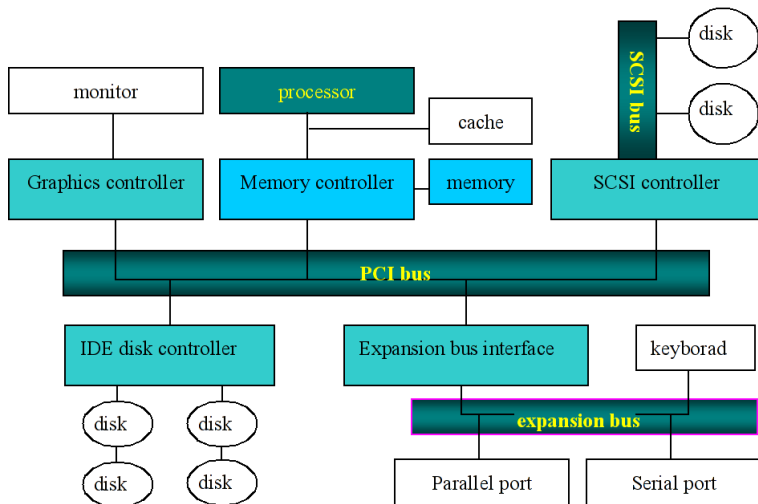 disk
SCSI bus
monitor
processor
disk
cache
Graphics controller
Memory controller
memory
SCSI controller
PCI bus
IDE disk controller
Expansion bus interface
keyborad
disk
disk
expansion bus
disk
disk
Parallel port
Serial port